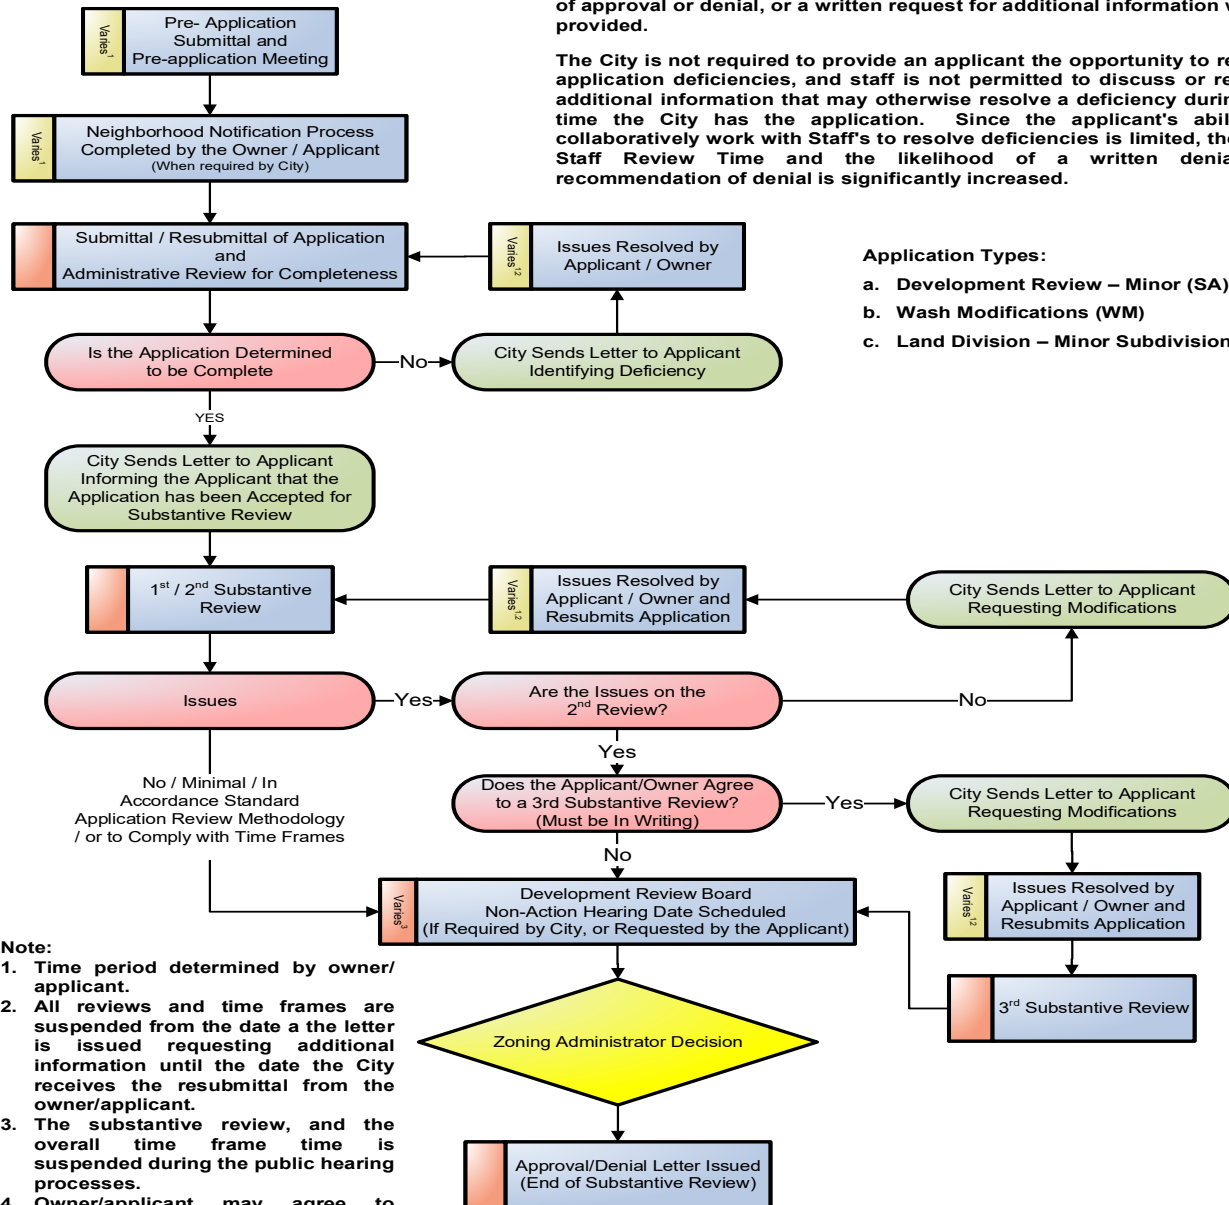 of approval or denial, or a written request for additional information
provided.
The City is not required to provide an applicant the opportunity to
application deficiencies, and staff is not permitted to discuss or
additional information that may otherwise resolve a deficiency
time the City has the application. Since the applicant's
collaboratively work with Staff's to resolve deficiencies is limited,
Staff Review Time and the likelihood of a written
recommendation of denial is significantly increased.
Application Types:
a. Development Review – Minor (SA)
b. Wash Modifications (WM)
c. Land Division – Minor Subdivision
Varies1
Pre- Application
Submittal and
Pre-application Meeting
Varies1
Neighborhood Notification Process
Completed by the Owner / Applicant
(When required by City)
Submittal / Resubmittal of Application
and
Administrative Review for Completeness
Varies1,2
Issues Resolved by
Applicant / Owner
Is the Application Determined
to be Complete
No
City Sends Letter to Applicant
Identifying Deficiency
YES
City Sends Letter to Applicant
Informing the Applicant that the
Application has been Accepted for
Substantive Review
1st / 2nd Substantive
Review
Varies1,2
Issues Resolved by
Applicant / Owner and
Resubmits Application
City Sends Letter to Applicant
Requesting Modifications
Issues
Yes
Are the Issues on the
2nd Review?
No
Yes
No / Minimal / In
Accordance Standard
Application Review Methodology
/ or to Comply with Time Frames
Does the Applicant/Owner Agree
to a 3rd Substantive Review?
(Must be In Writing)
Yes
City Sends Letter to Applicant
Requesting Modifications
No
Varies3
Development Review Board
Non-Action Hearing Date Scheduled
(If Required by City, or Requested by the Applicant)
Varies1,2
Issues Resolved by
Applicant / Owner and
Resubmits Application
3rd Substantive Review
Zoning Administrator Decision
Approval/Denial Letter Issued
(End of Substantive Review)
Note:
1. Time period determined by owner/
applicant.
2. All reviews and time frames are
suspended from the date a the letter
is issued requesting additional
information until the date the City
receives the resubmittal from the
owner/applicant.
3. The substantive review, and the
overall time frame time is
suspended during the public hearing
processes.
4. Owner/applicant may agree to